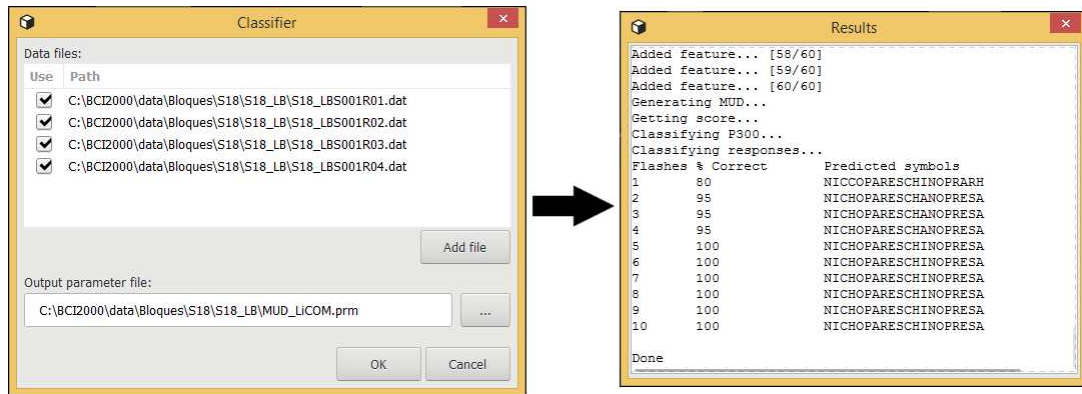 Classifier
Data files:
Use Path
C:\BCI2000\data\Bloques\S18\S18_LB\S18_LBS001R01.dat
C:\BCI2000\data\Bloques\S18\S18_LB\S18_LBS001R02.dat
C:\BCI2000\data\Bloques\S18\S18_LB\S18_LBS001R03.dat
C:\BCI2000\data\Bloques\S18\S18_LB\S18_LBS001R04.dat
Add file
Output parameter file:
C:\BCI2000\data\Bloques\S18\S18_LB\MUD_LiCOM.prm
...
OK Cancel
Results
Added feature... [58/60]
Added feature... [59/60]
Added feature... [60/60]
Generating MUD...
Getting score...
Classifying P300...
Classifying responses...
Flashes % Correct Predicted symbols
1 80 NICCOPARESCHINOPRARH
2 95 NICHOPARESCHANOPRESA
3 95 NICHOPARESCHANOPRESA
4 95 NICHOPARESCHANOPRESA
5 100 NICHOPARESCHINOPRESA
6 100 NICHOPARESCHINOPRESA
7 100 NICHOPARESCHINOPRESA
8 100 NICHOPARESCHINOPRESA
9 100 NICHOPARESCHINOPRESA
10 100 NICHOPARESCHINOPRESA
Done